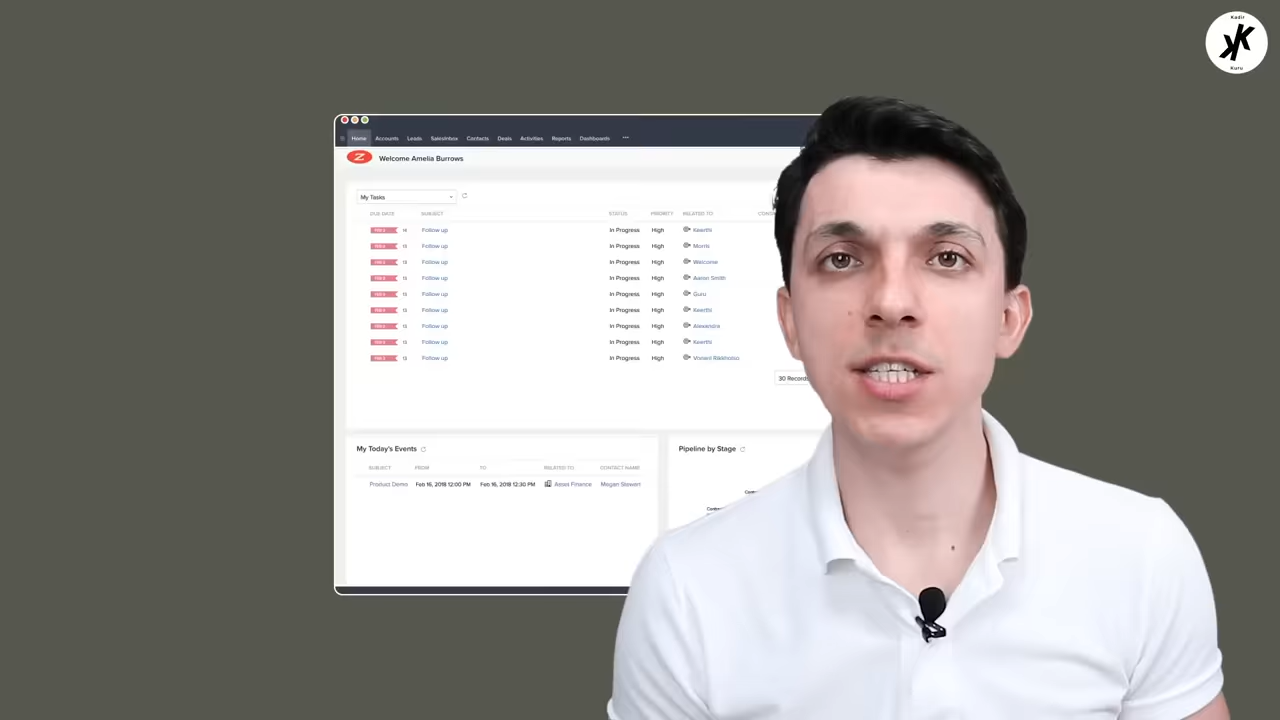 Kadir
KK
Kuru
Home Accounts Leads SalesInbox Contacts Deals Activities Reports Dashboards ...
Z Welcome Amelia Burrows
My Tasks
DUE DATE SUBJECT STATUS PRIORITY RELATED TO
Follow up In Progress High Keerthi
Follow up In Progress High Morris
Follow up In Progress High Welcome
Follow up In Progress High Aaron Smith
Follow up In Progress High Guru
Follow up In Progress High Keerthi
Follow up In Progress High Alexandra
Follow up In Progress High Keerthi
Follow up In Progress High
30 Records
My Today's Events
SUBJECT FROM TO RELATED TO CONTACT NAME
Product Demo Feb 16, 2018 12:00 PM Feb 16, 2018 12:30 PM Asset Finance Megan Stewart
Pipeline by Stage